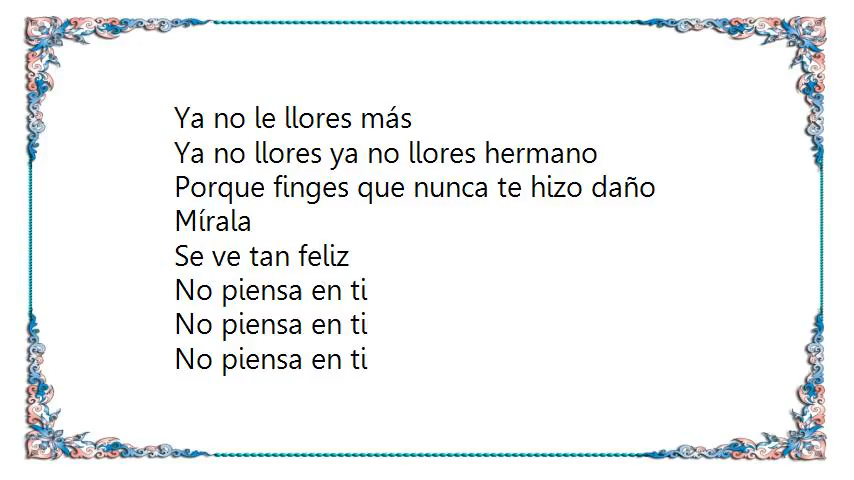 Ya no le llores más
Ya no llores ya no llores hermano
Porque finges que nunca te hizo daño
Mírala
Se ve tan feliz
No piensa en ti
No piensa en ti
No piensa en ti